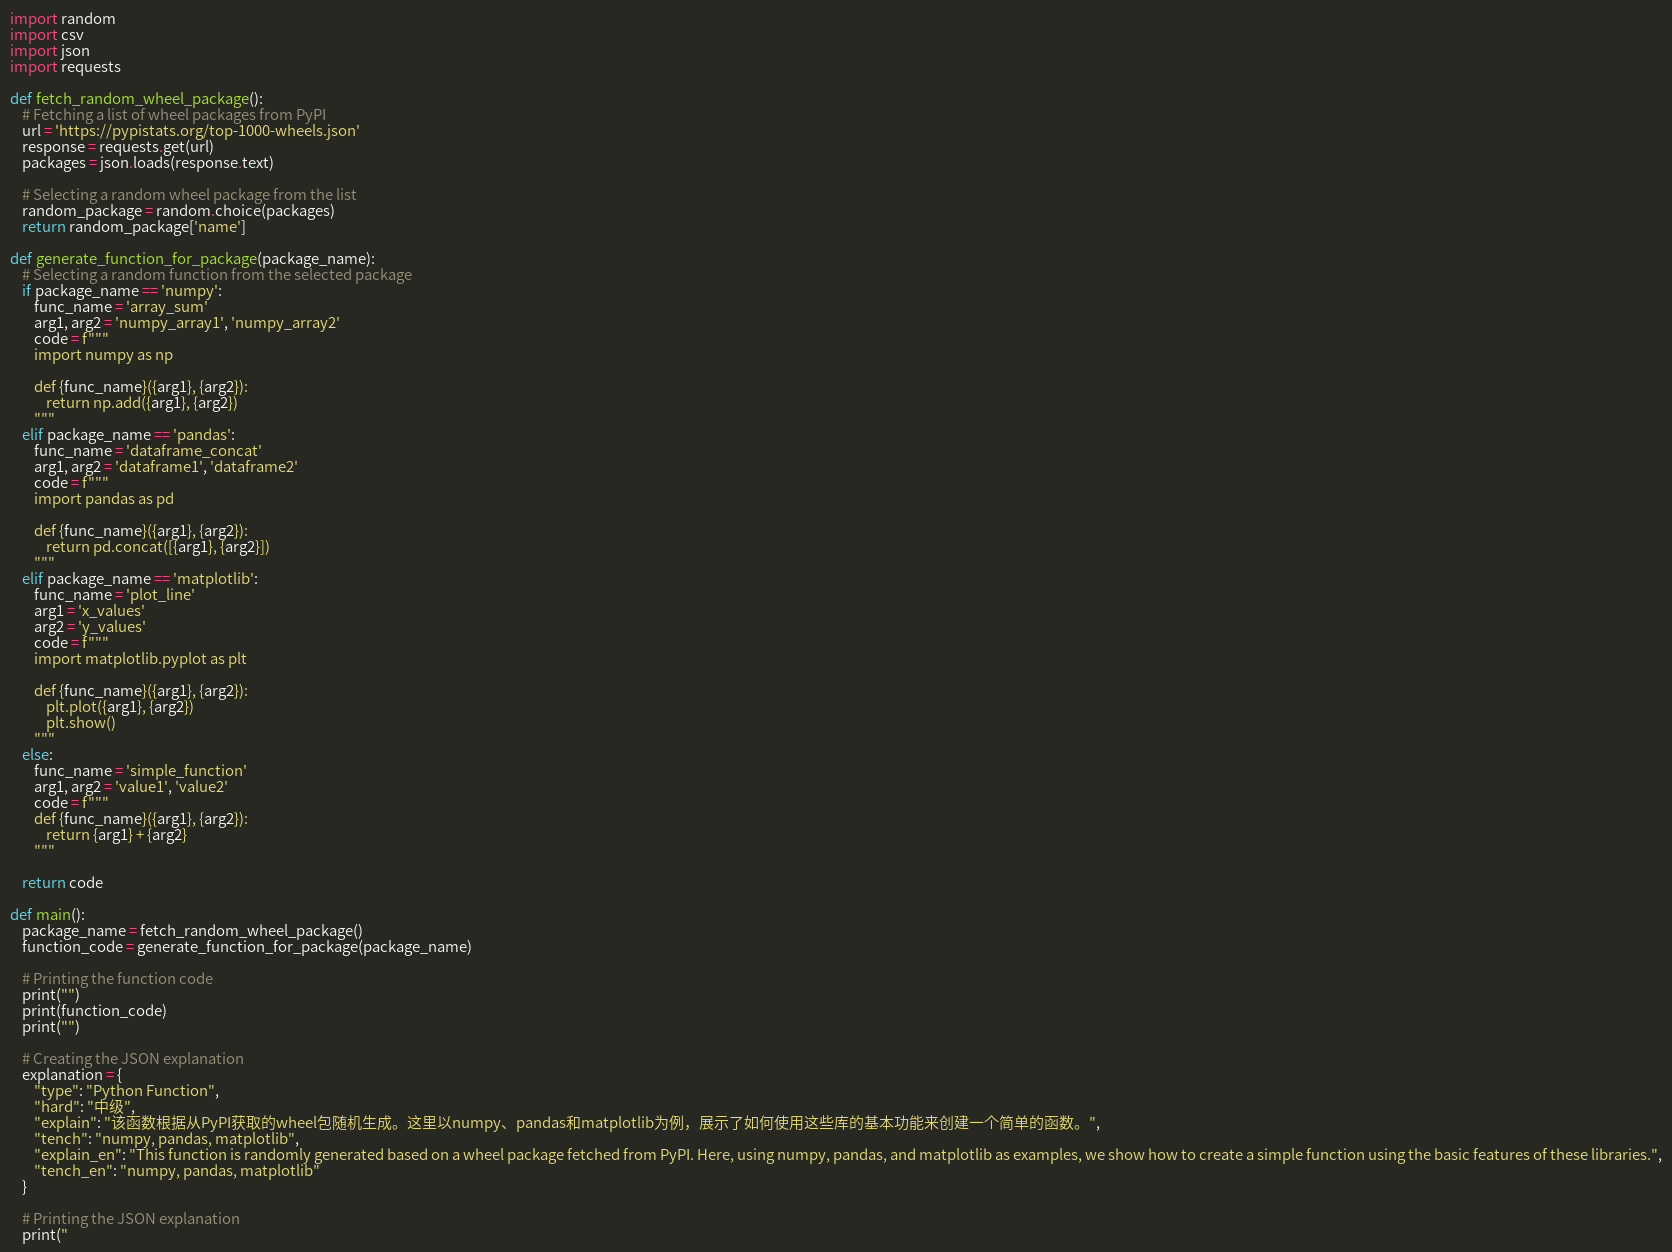 import random
import csv
import json
import requests

def fetch_random_wheel_package():
    # Fetching a list of wheel packages from PyPI
    url = 'https://pypistats.org/top-1000-wheels.json'
    response = requests.get(url)
    packages = json.loads(response.text)

    # Selecting a random wheel package from the list
    random_package = random.choice(packages)
    return random_package['name']

def generate_function_for_package(package_name):
    # Selecting a random function from the selected package
    if package_name == 'numpy':
        func_name = 'array_sum'
        arg1, arg2 = 'numpy_array1', 'numpy_array2'
        code = f"""
        import numpy as np

        def {func_name}({arg1}, {arg2}):
            return np.add({arg1}, {arg2})
        """
    elif package_name == 'pandas':
        func_name = 'dataframe_concat'
        arg1, arg2 = 'dataframe1', 'dataframe2'
        code = f"""
        import pandas as pd

        def {func_name}({arg1}, {arg2}):
            return pd.concat([{arg1}, {arg2}])
        """
    elif package_name == 'matplotlib':
        func_name = 'plot_line'
        arg1 = 'x_values'
        arg2 = 'y_values'
        code = f"""
        import matplotlib.pyplot as plt

        def {func_name}({arg1}, {arg2}):
            plt.plot({arg1}, {arg2})
            plt.show()
        """
    else:
        func_name = 'simple_function'
        arg1, arg2 = 'value1', 'value2'
        code = f"""
        def {func_name}({arg1}, {arg2}):
            return {arg1} + {arg2}
        """

    return code

def main():
    package_name = fetch_random_wheel_package()
    function_code = generate_function_for_package(package_name)

    # Printing the function code
    print("")
    print(function_code)
    print("")

    # Creating the JSON explanation
    explanation = {
        "type": "Python Function",
        "hard": "中级",
        "explain": "该函数根据从PyPI获取的wheel包随机生成。这里以numpy、pandas和matplotlib为例，展示了如何使用这些库的基本功能来创建一个简单的函数。",
        "tench": "numpy, pandas, matplotlib",
        "explain_en": "This function is randomly generated based on a wheel package fetched from PyPI. Here, using numpy, pandas, and matplotlib as examples, we show how to create a simple function using the basic features of these libraries.",
        "tench_en": "numpy, pandas, matplotlib"
    }

    # Printing the JSON explanation
    print("